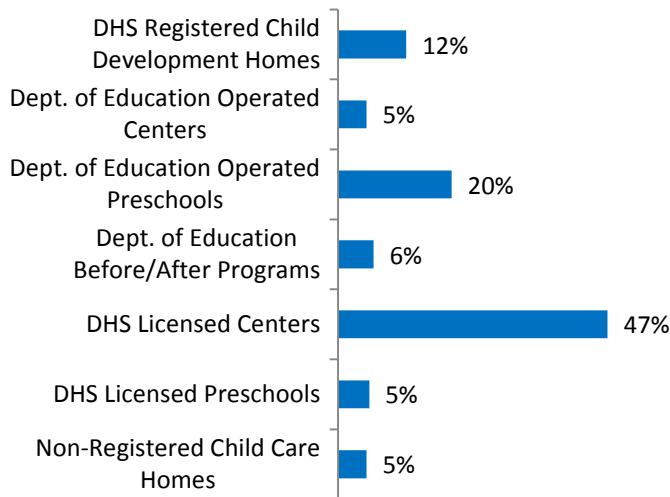 DHS Registered Child
Development Homes
12%
Dept. of Education Operated
Centers
5%
Dept. of Education Operated
Preschools
20%
Dept. of Education
Before/After Programs
6%
DHS Licensed Centers
47%
DHS Licensed Preschools
5%
Non-Registered Child Care
Homes
5%